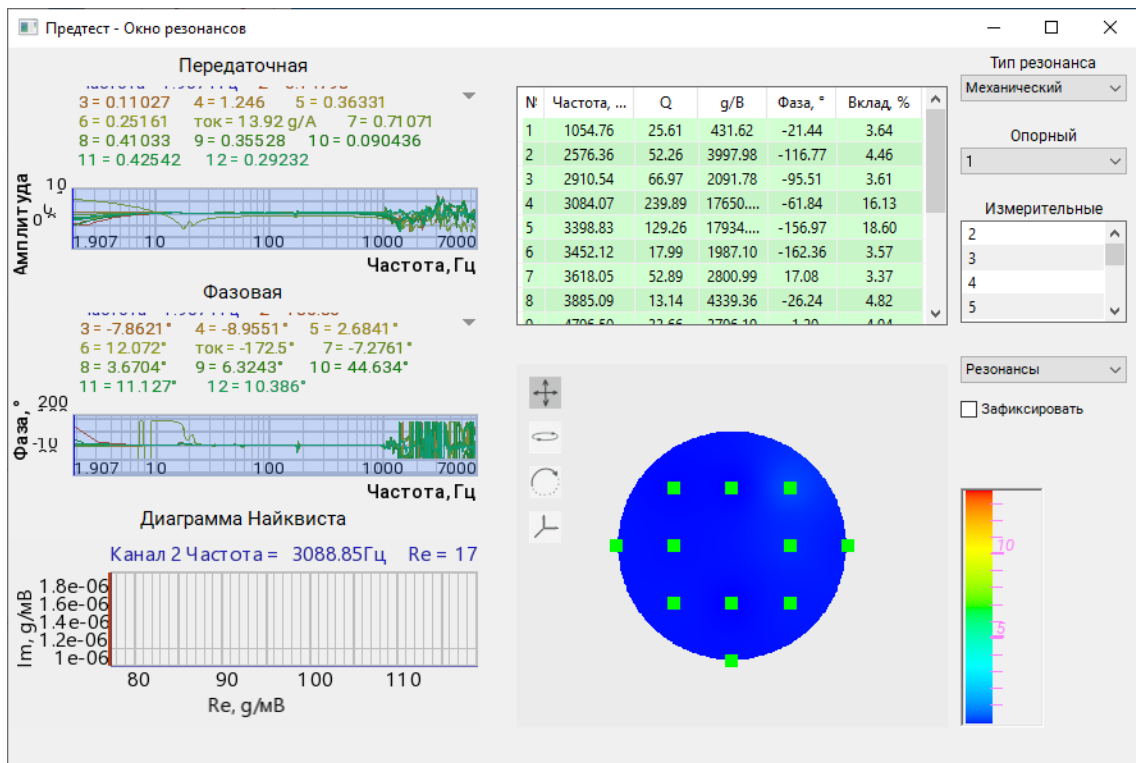 Предтест - Окно резонансов
Передаточная
3 = 0.11027 4 = 1.246 5 = 0.36331
6 = 0.25161 ток = 13.92 g/A 7 = 0.71071
8 = 0.41033 9 = 0.35528 10 = 0.090436
11 = 0.42542 12 = 0.29232
Амплитуда
10
0
1.907 10 100 1000 7000
Частота, Гц
Фазовая
3 = -7.8621° 4 = -8.9551° 5 = 2.6841°
6 = 12.072° ток = -172.5° 7 = -7.2761°
8 = 3.6704° 9 = 6.3243° 10 = 44.634°
11 = 11.127° 12 = 10.386°
Фаза, °
200
1.907 10 100 1000 7000
Частота, Гц
Диаграмма Найквиста
Канал 2 Частота = 3088.85Гц Re = 17
Im, g/мВ
1.8e-06
1.6e-06
1.4e-06
1.2e-06
1e-06
80 90 100 110
Re, g/мВ
№ Частота, ... Q g/В Фаза, ° Вклад, %
1 1054.76 25.61 431.62 -21.44 3.64
2 2576.36 52.26 3997.98 -116.77 4.46
3 2910.54 66.97 2091.78 -95.51 3.61
4 3084.07 239.89 17650.... -61.84 16.13
5 3398.83 129.26 17934.... -156.97 18.60
6 3452.12 17.99 1987.10 -162.36 3.57
7 3618.05 52.89 2800.99 17.08 3.37
8 3885.09 13.14 4339.36 -26.24 4.82
Тип резонанса
Механический
Опорный
1
Измерительные
2
3
4
5
Резонансы
Зафиксировать
10
5